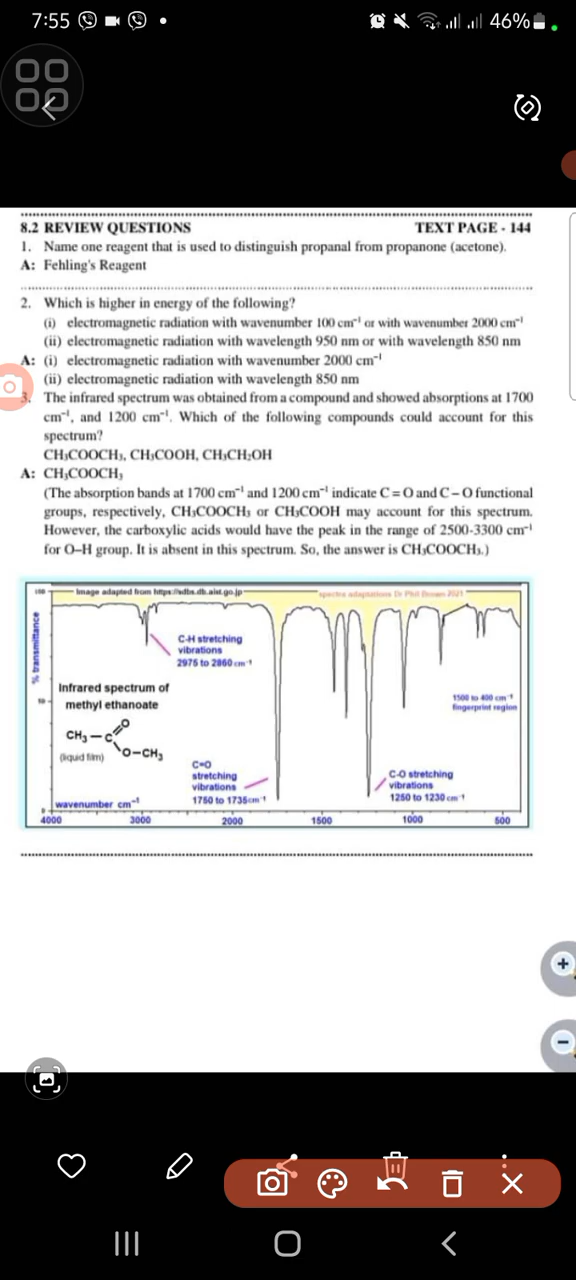 7:55
46%
8.2 REVIEW QUESTIONS TEXT PAGE - 144
1. Name one reagent that is used to distinguish propanal from propanone (acetone).
A: Fehling's Reagent
2. Which is higher in energy of the following?
(i) electromagnetic radiation with wavenumber 100 cm⁻¹ or with wavenumber 2000 cm⁻¹
(ii) electromagnetic radiation with wavelength 950 nm or with wavelength 850 nm
A: (i) electromagnetic radiation with wavenumber 2000 cm⁻¹
(ii) electromagnetic radiation with wavelength 850 nm
3. The infrared spectrum was obtained from a compound and showed absorptions at 1700
cm⁻¹, and 1200 cm⁻¹. Which of the following compounds could account for this
spectrum?
CH₃COOCH₃, CH₃COOH, CH₃CH₂OH
A: CH₃COOCH₃
(The absorption bands at 1700 cm⁻¹ and 1200 cm⁻¹ indicate C=O and C–O functional
groups, respectively, CH₃COOCH₃ or CH₃COOH may account for this spectrum.
However, the carboxylic acids would have the peak in the range of 2500-3300 cm⁻¹
for O–H group. It is absent in this spectrum. So, the answer is CH₃COOCH₃.)
100 Image adapted from https://sdbs.db.aist.go.jp spectra adaptations Dr Phil Brown 2021
% transmittance
C-H stretching
vibrations
2975 to 2860 cm⁻¹
Infrared spectrum of
methyl ethanoate
1500 to 400 cm⁻¹
fingerprint region
CH₃–C
O
O–CH₃
(liquid film)
C=O
stretching
vibrations
1750 to 1735cm⁻¹
C-O stretching
vibrations
1250 to 1230 cm⁻¹
wavenumber cm⁻¹
4000 3000 2000 1500 1000 500